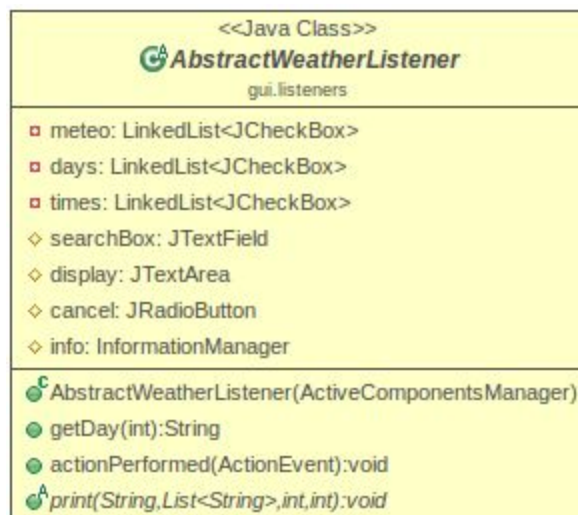 <<Java Class>>
AbstractWeatherListener
gui.listeners
meteo: LinkedList<JCheckBox>
days: LinkedList<JCheckBox>
times: LinkedList<JCheckBox>
searchBox: JTextField
display: JTextArea
cancel: JRadioButton
info: InformationManager
AbstractWeatherListener(ActiveComponentsManager)
getDay(int):String
actionPerformed(ActionEvent):void
print(String,List<String>,int,int):void